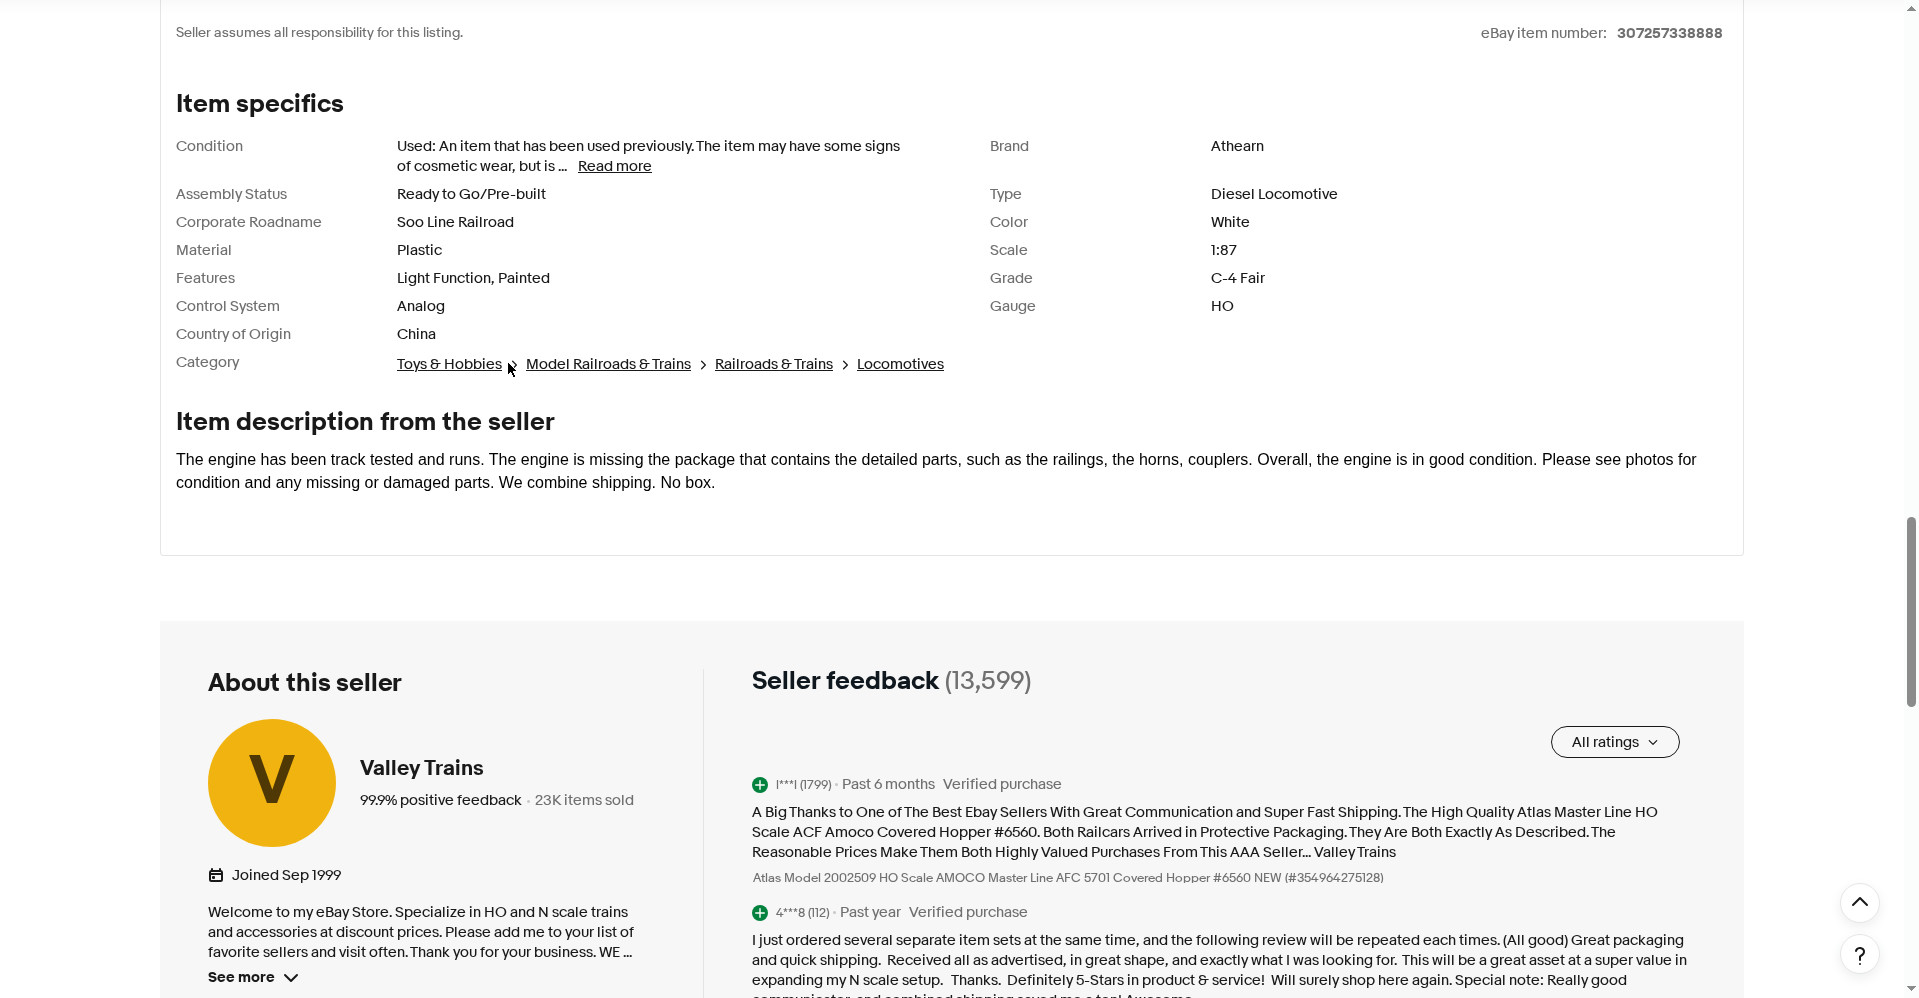 Seller assumes all responsibility for this listing.
eBay item number: 307257338888
Item specifics
Condition
Used: An item that has been used previously. The item may have some signs
of cosmetic wear, but is ... Read more
Brand
Athearn
Assembly Status
Ready to Go/Pre-built
Type
Diesel Locomotive
Corporate Roadname
Soo Line Railroad
Color
White
Material
Plastic
Scale
1:87
Features
Light Function, Painted
Grade
C-4 Fair
Control System
Analog
Gauge
HO
Country of Origin
China
Category
Toys & Hobbies > Model Railroads & Trains > Railroads & Trains > Locomotives
Item description from the seller
The engine has been track tested and runs. The engine is missing the package that contains the detailed parts, such as the railings, the horns, couplers. Overall, the engine is in good condition. Please see photos for
condition and any missing or damaged parts. We combine shipping. No box.
About this seller
V
Valley Trains
99.9% positive feedback · 23K items sold
Joined Sep 1999
Welcome to my eBay Store. Specialize in HO and N scale trains
and accessories at discount prices. Please add me to your list of
favorite sellers and visit often. Thank you for your business. WE ...
See more
Seller feedback (13,599)
All ratings
l***l (1799) · Past 6 months Verified purchase
A Big Thanks to One of The Best Ebay Sellers With Great Communication and Super Fast Shipping. The High Quality Atlas Master Line HO
Scale ACF Amoco Covered Hopper #6560. Both Railcars Arrived in Protective Packaging. They Are Both Exactly As Described. The
Reasonable Prices Make Them Both Highly Valued Purchases From This AAA Seller... Valley Trains
Atlas Model 2002509 HO Scale AMOCO Master Line AFC 5701 Covered Hopper #6560 NEW (#354964275128)
4***8 (112) · Past year Verified purchase
I just ordered several separate item sets at the same time, and the following review will be repeated each times. (All good) Great packaging
and quick shipping. Received all as advertised, in great shape, and exactly what I was looking for. This will be a great asset at a super value in
expanding my N scale setup. Thanks. Definitely 5-Stars in product & service! Will surely shop here again. Special note: Really good